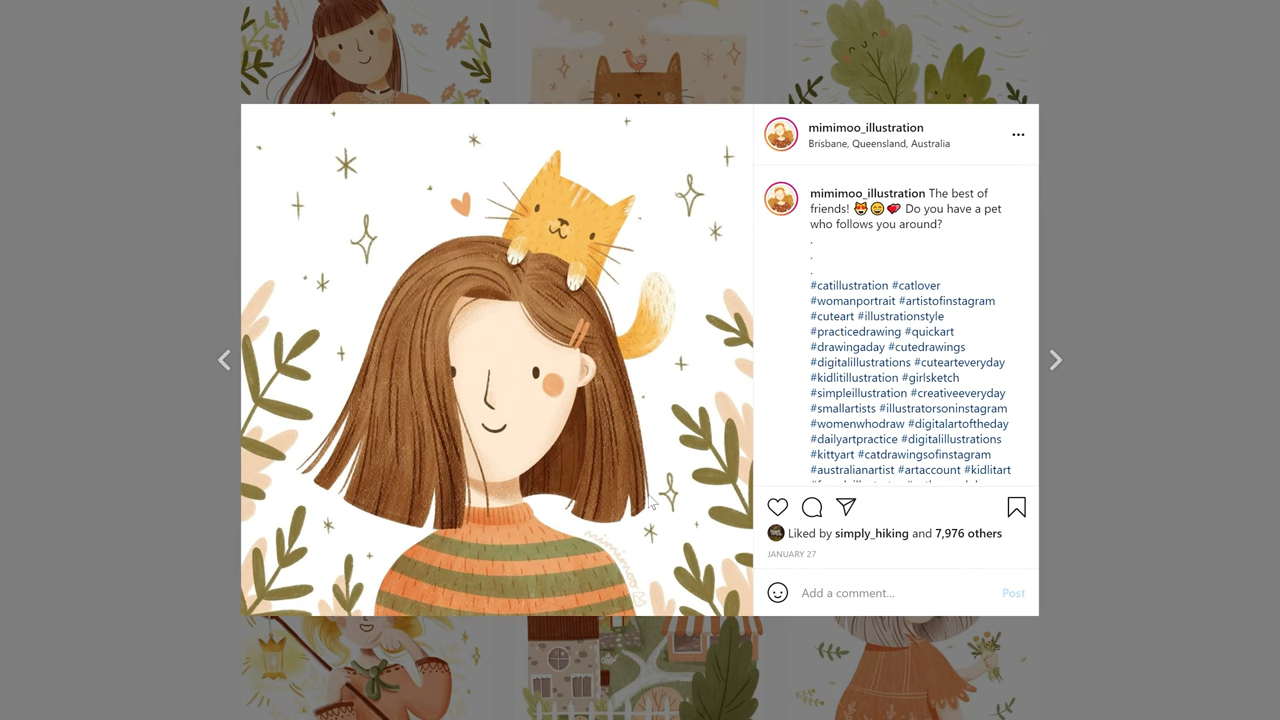 mimimoo_illustration
Brisbane, Queensland, Australia
mimimoo_illustration The best of
friends! 😻😄💝 Do you have a pet
who follows you around?
.
.
.
#catillustration #catlover
#womanportrait #artistofinstagram
#cuteart #illustrationstyle
#practicedrawing #quickart
#drawingaday #cutedrawings
#digitalillustrations #cutearteveryday
#kidlitillustration #girlsketch
#simpleillustration #creativeeveryday
#smallartists #illustratorsoninstagram
#womenwhodraw #digitalartoftheday
#dailyartpractice #digitalillustrations
#kittyart #catdrawingsofinstagram
#australianartist #artaccount #kidlitart
Liked by simply_hiking and 7,976 others
JANUARY 27
Add a comment...
Post
mimimoo